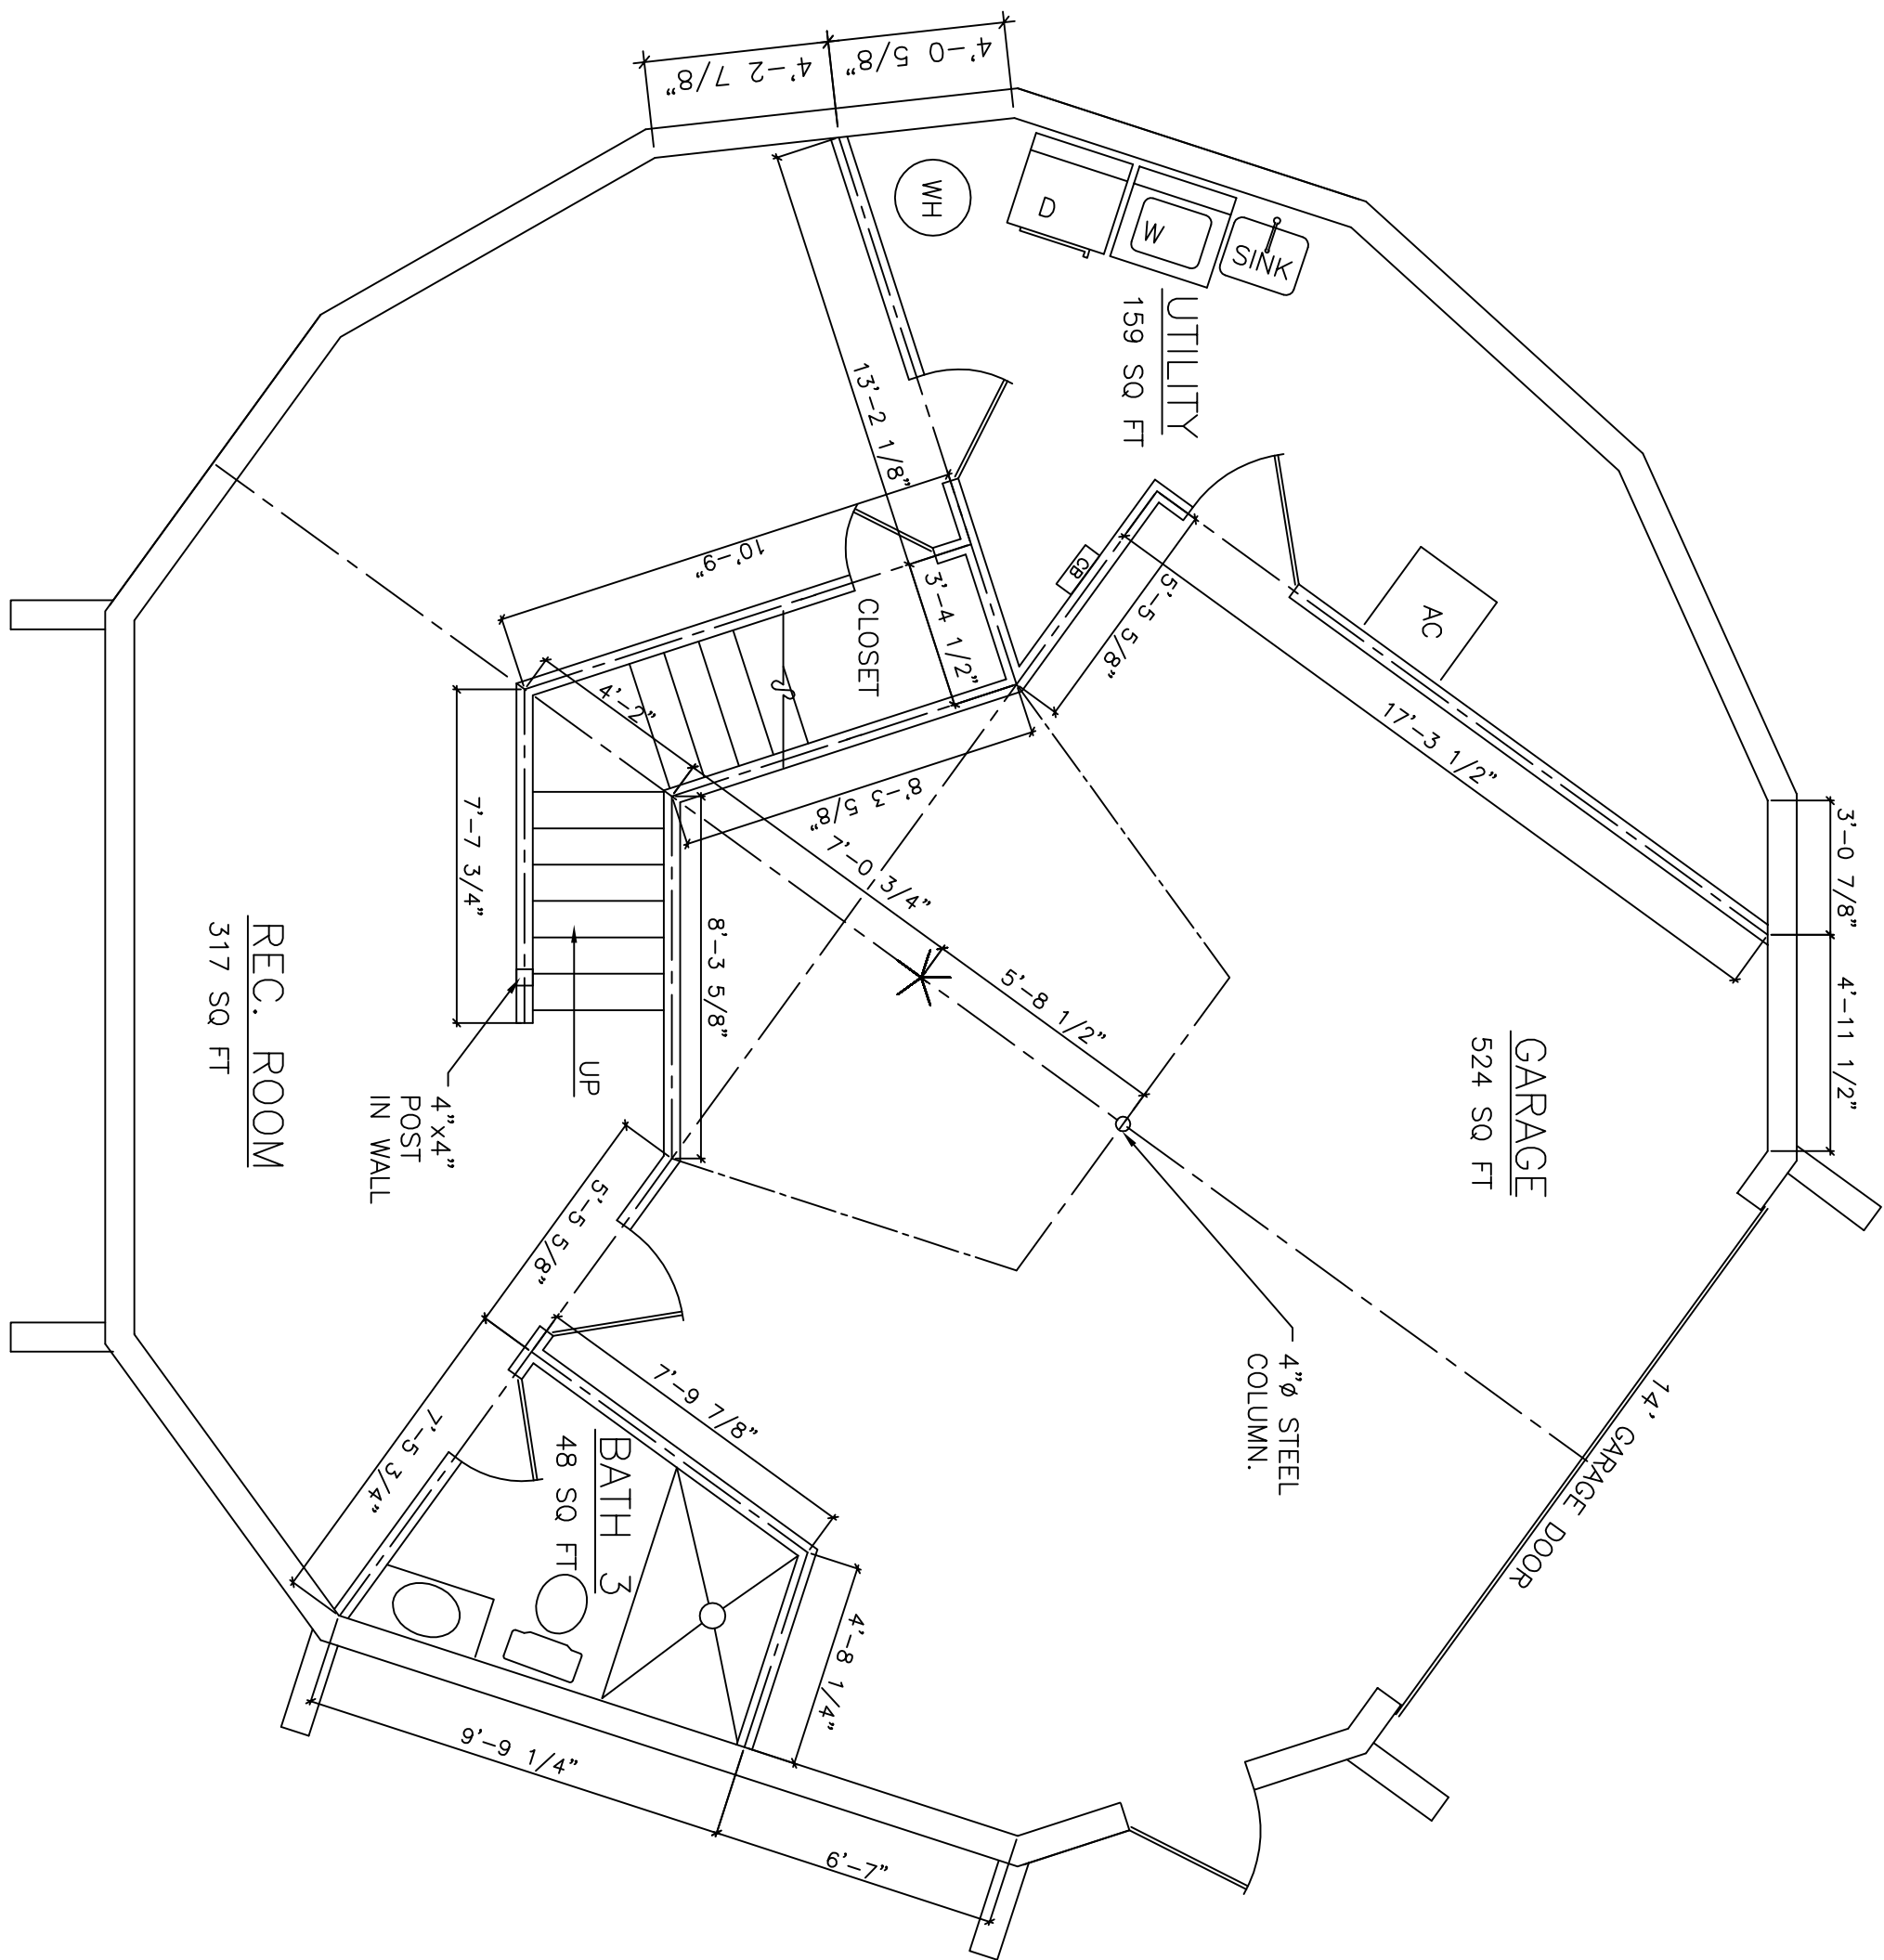 4'-2 7/8"
4'-0 5/8"
WH
D
W
SINK
UTILITY
159 SQ FT
13'-2 1/8"
10'-9"
3'-4 1/2"
CLOSET
CB
5'-5 5/8"
AC
17'-3 1/2"
3'-0 7/8"
4'-11 1/2"
4'-2"
8'-3 5/8"
7'-0 3/4"
5'-8 1/2"
7'-7 3/4"
8'-3 5/8"
UP
4"x4"
POST
IN WALL
REC. ROOM
317 SQ FT
GARAGE
524 SQ FT
4"ø STEEL
COLUMN.
14' GARAGE DOOR
5'-5 5/8"
7'-9 7/8"
7'-5 3/4"
BATH 3
48 SQ FT
4'-8 1/4"
9'-9 1/4"
6'-7"